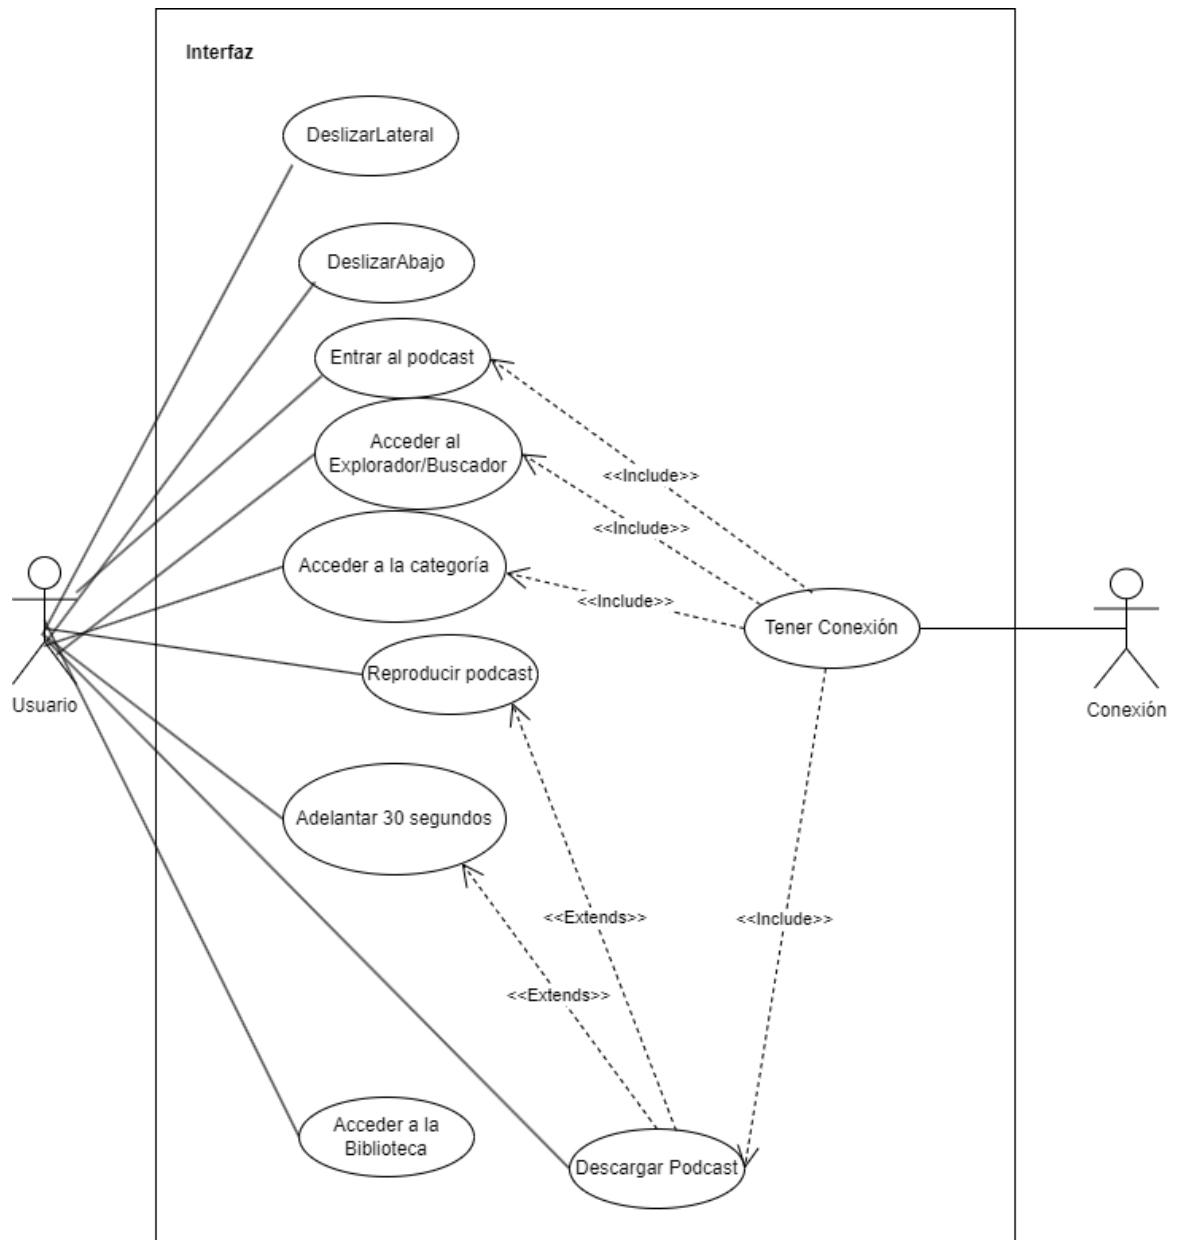 Interfaz
DeslizarLateral
DeslizarAbajo
Entrar al podcast
Acceder al
Explorador/Buscador
<<Include>>
<<Include>>
Acceder a la categoría
<<Include>>
Tener Conexión
Reproducir podcast
Usuario
Conexión
Adelantar 30 segundos
<<Extends>>
<<Include>>
<<Extends>>
Acceder a la
Biblioteca
Descargar Podcast